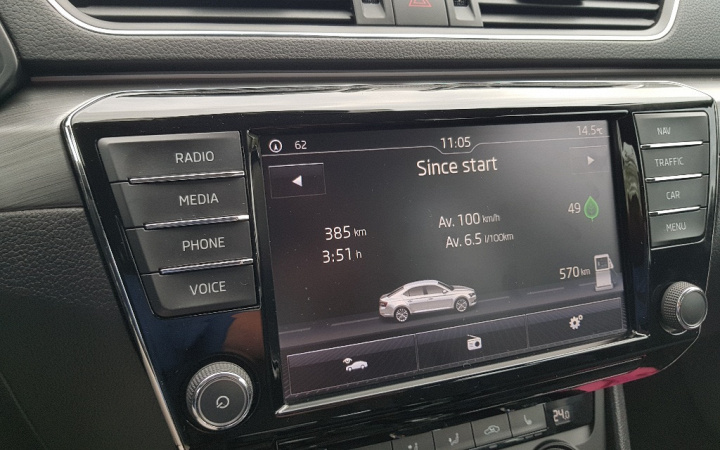 62
11:05
14.5°C
Since start
385 km
3:51 h
Av. 100 km/h
Av. 6.5 l/100km
49
570 km
RADIO
MEDIA
PHONE
VOICE
NAV
TRAFFIC
CAR
MENU
24.0